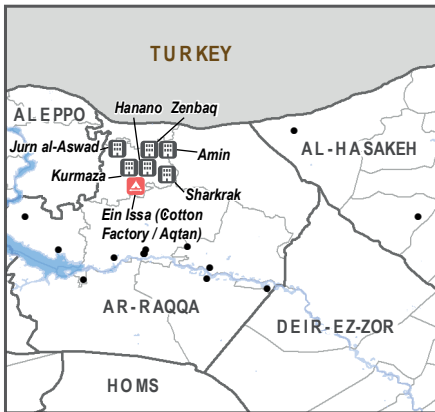 TURKEY
ALEPPO
Hanano Zenbaq
Jurn al-Aswad
Amin
AL-HASAKEH
Kurmaza
Sharkrak
Ein Issa (Cotton
Factory / Aqtan)
AR-RAQQA
DEIR-EZ-ZOR
HOMS